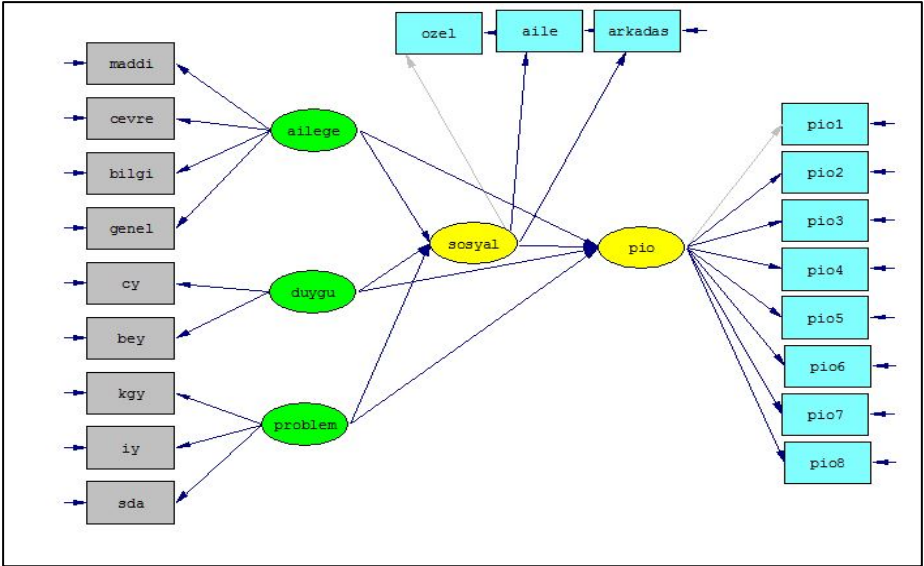 ozel
aile
arkadas
maddi
cevre
bilgi
genel
cy
bey
kgy
iy
sda
ailege
duygu
problem
sosyal
pio
pio1
pio2
pio3
pio4
pio5
pio6
pio7
pio8